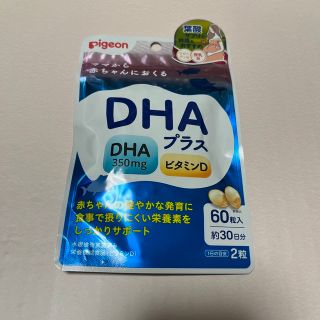 Pigeon
葉酸
ママから
赤ちゃんにおくる
DHA
プラス
DHA
350mg
ビタミンD
赤ちゃんの健やかな発育に
食事で摂りにくい栄養素を
しっかりサポート
60粒入
約30日分
2粒